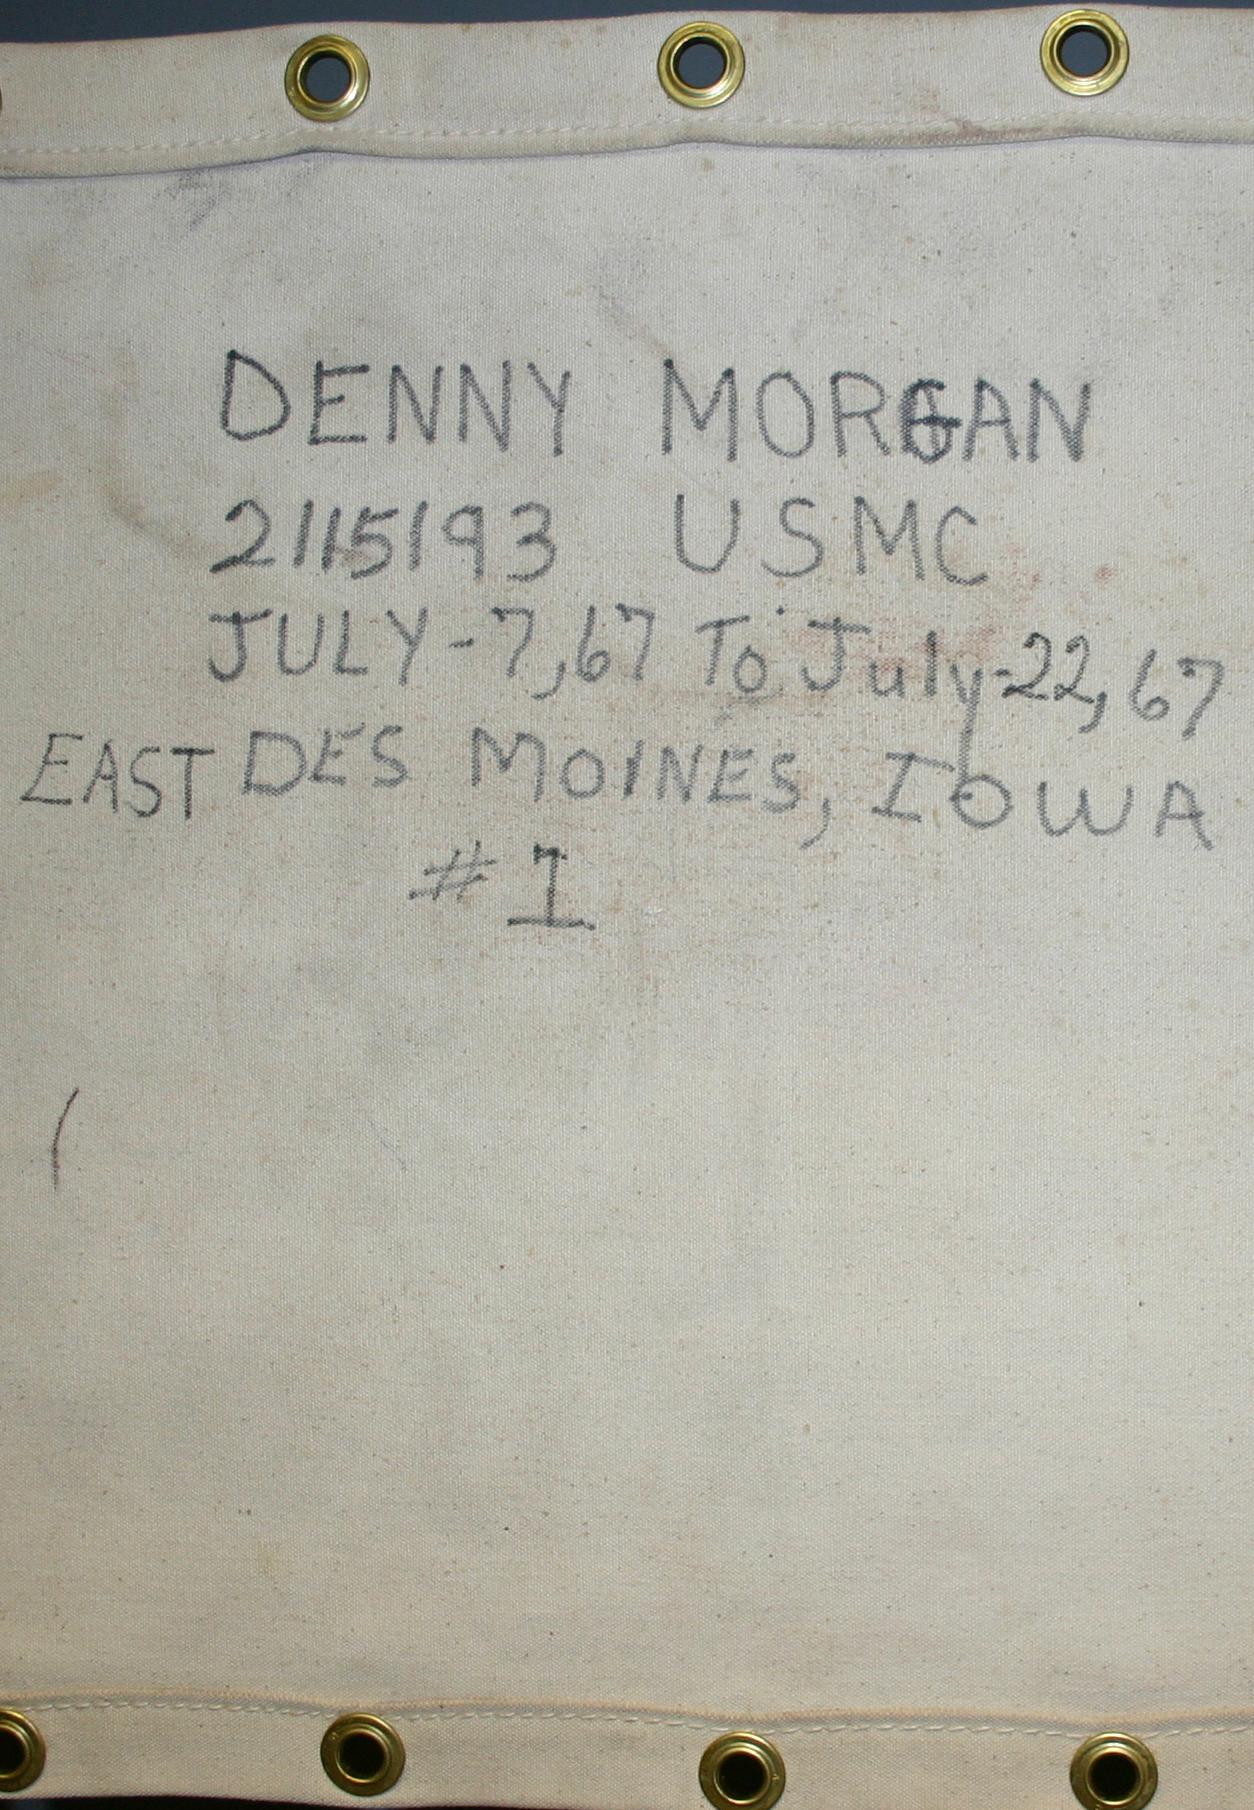 DENNY MORGAN
2115193 USMC
JULY-7,67 To July-22,67
EAST DES MOINES, IOWA
#1